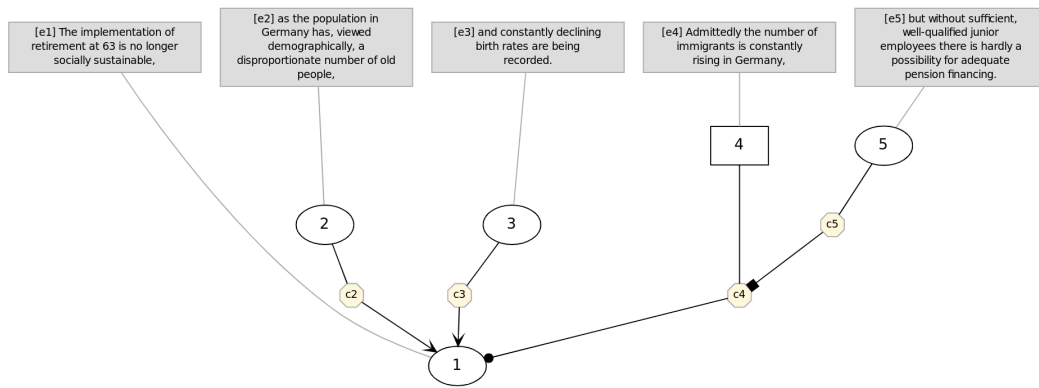 [e1] The implementation of
retirement at 63 is no longer
socially sustainable,
[e2] as the population in
Germany has, viewed
demographically, a
disproportionate number of old
people,
[e3] and constantly declining
birth rates are being
recorded.
[e4] Admittedly the number of
immigrants is constantly
rising in Germany,
[e5] but without sufficient,
well-qualified junior
employees there is hardly a
possibility for adequate
pension financing.
4
5
2
3
c5
c2
c3
c4
1